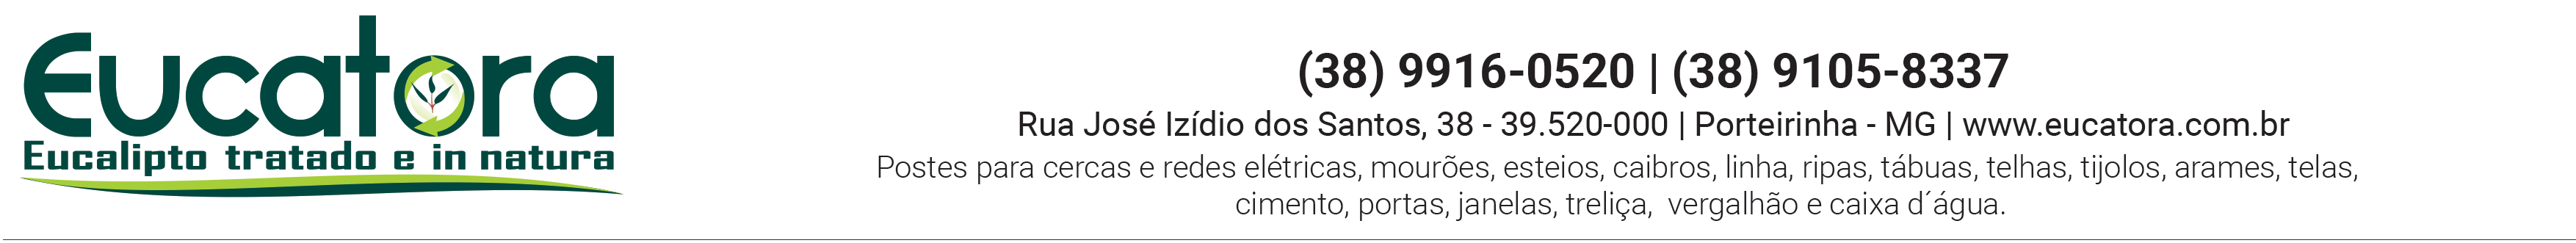 Eucatora
Eucalipto tratado e in natura
(38) 9916-0520 | (38) 9105-8337
Rua José Izídio dos Santos, 38 - 39.520-000 | Porteirinha - MG | www.eucatora.com.br
Postes para cercas e redes elétricas, mourões, esteios, caibros, linha, ripas, tábuas, telhas, tijolos, arames, telas,
cimento, portas, janelas, treliça,  vergalhão e caixa d´água.